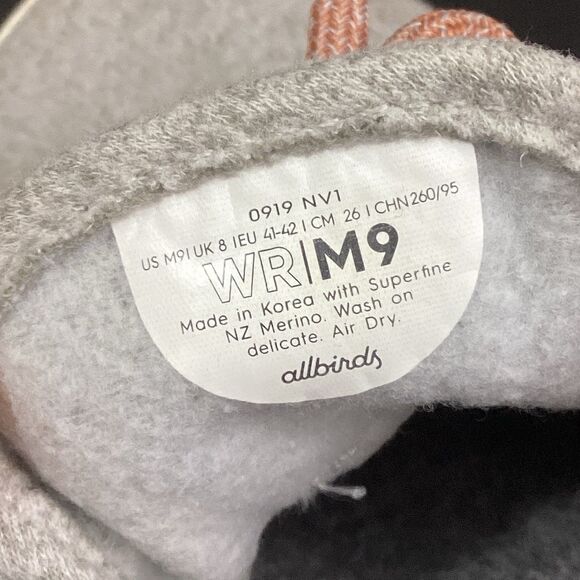 0919 NV1
US M9 | UK 8 | EU 41-42 | CM 26 | CHN 260/95
WR|M9
Made in Korea with Superfine
NZ Merino. Wash on
delicate. Air Dry.
allbirds